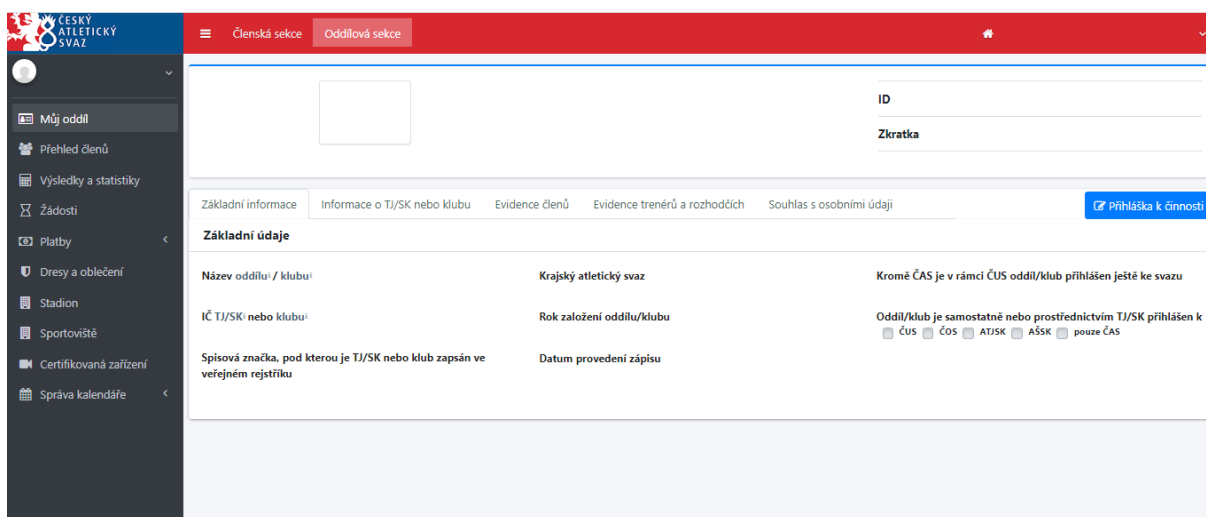 ČESKÝ
ATLETICKÝ
SVAZ
Členská sekce
Oddílová sekce
ID
Zkratka
Můj oddíl
Přehled členů
Výsledky a statistiky
Žádosti
Platby
Dresy a oblečení
Stadion
Sportoviště
Certifikovaná zařízení
Správa kalendáře
Základní informace
Informace o TJ/SK nebo klubu
Evidence členů
Evidence trenérů a rozhodčích
Souhlas s osobními údaji
Přihláška k činnosti
Základní údaje
Název oddílu / klubu
Krajský atletický svaz
Kromě ČAS je v rámci ČUS oddíl/klub přihlášen ještě ke svazu
IČ TJ/SK nebo klubu
Rok založení oddílu/klubu
Oddíl/klub je samostatně nebo prostřednictvím TJ/SK přihlášen k
ČUS ČOS ATJSK AŠSK pouze ČAS
Spisová značka, pod kterou je TJ/SK nebo klub zapsán ve
veřejném rejstříku
Datum provedení zápisu